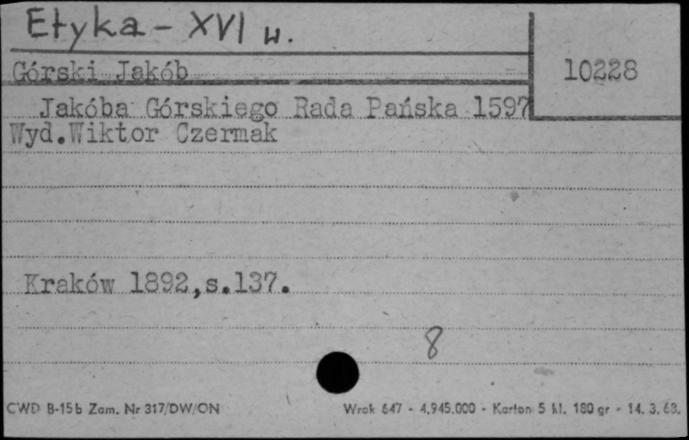 Etyka - XVI w.
Górski Jakób
10228
Jakóba Górskiego Rada Pańska 1597
Wyd.Wiktor Czermak
Kraków 1892,s.137.
8
CWD B-15b Zam. Nr 317/DW/ON
Wrak 647 - 4.945.000 - Karton 5 kl. 180 gr - 14. 3. 63.